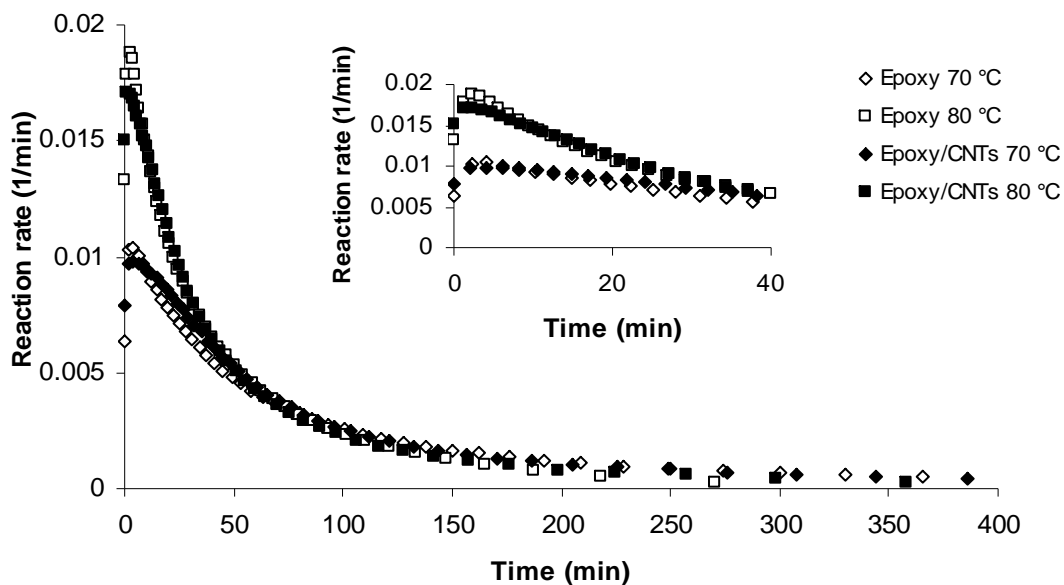 0.02
0.015
0.01
0.005
0
Reaction rate (1/min)
0 50 100 150 200 250 300 350 400
Time (min)
0.02
0.015
0.01
0.005
0
Reaction rate (1/min)
0 20 40
Time (min)
Epoxy 70 °C
Epoxy 80 °C
Epoxy/CNTs 70 °C
Epoxy/CNTs 80 °C